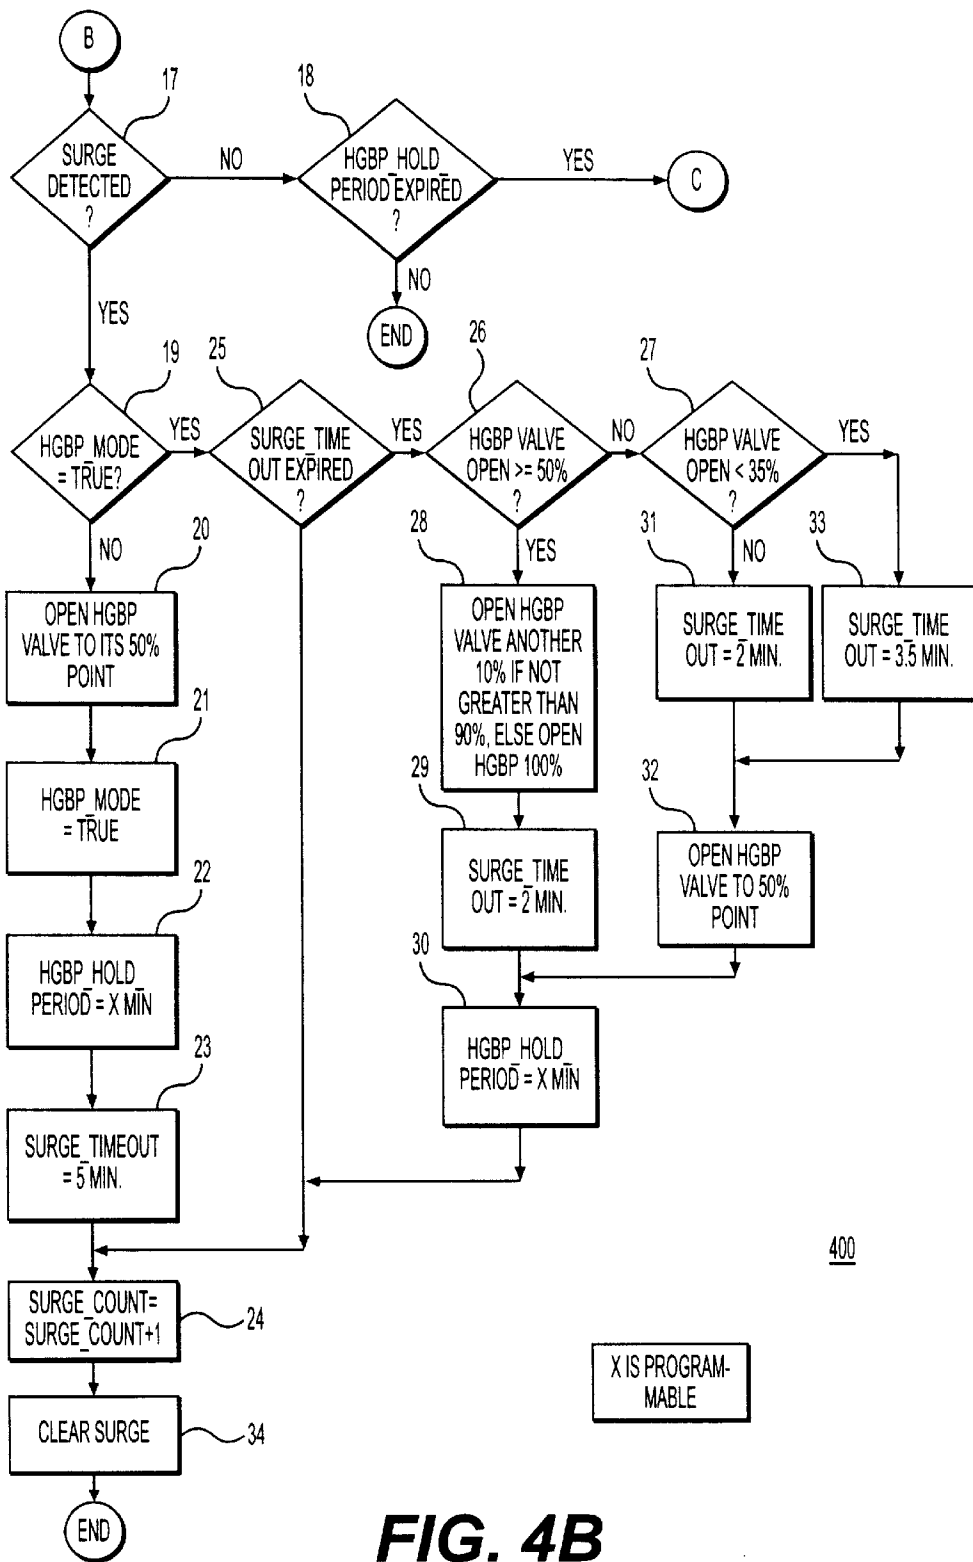 B
17
SURGE
DETECTED
?
NO
18
HGBP_HOLD_
PERIOD_EXPIRED
?
YES
C
NO
END
YES
19
HGBP_MODE
= TRUE?
YES
25
SURGE_TIME
OUT EXPIRED
?
YES
26
HGBP VALVE
OPEN >= 50%
?
NO
27
HGBP VALVE
OPEN < 35%
?
YES
NO
20
OPEN HGBP
VALVE TO ITS 50%
POINT
YES
28
OPEN HGBP
VALVE ANOTHER
10% IF NOT
GREATER THAN
90%, ELSE OPEN
HGBP 100%
NO
31
SURGE_TIME
OUT = 2 MIN.
33
SURGE_TIME
OUT = 3.5 MIN.
21
HGBP_MODE
= TRUE
29
SURGE_TIME
OUT = 2 MIN.
32
OPEN HGBP
VALVE TO 50%
POINT
22
HGBP_HOLD_
PERIOD = X MIN
30
HGBP_HOLD_
PERIOD = X MIN
23
SURGE_TIMEOUT
= 5 MIN.
400
SURGE_COUNT=
SURGE_COUNT+1
24
X IS PROGRAM-
MABLE
CLEAR SURGE
34
END
FIG. 4B